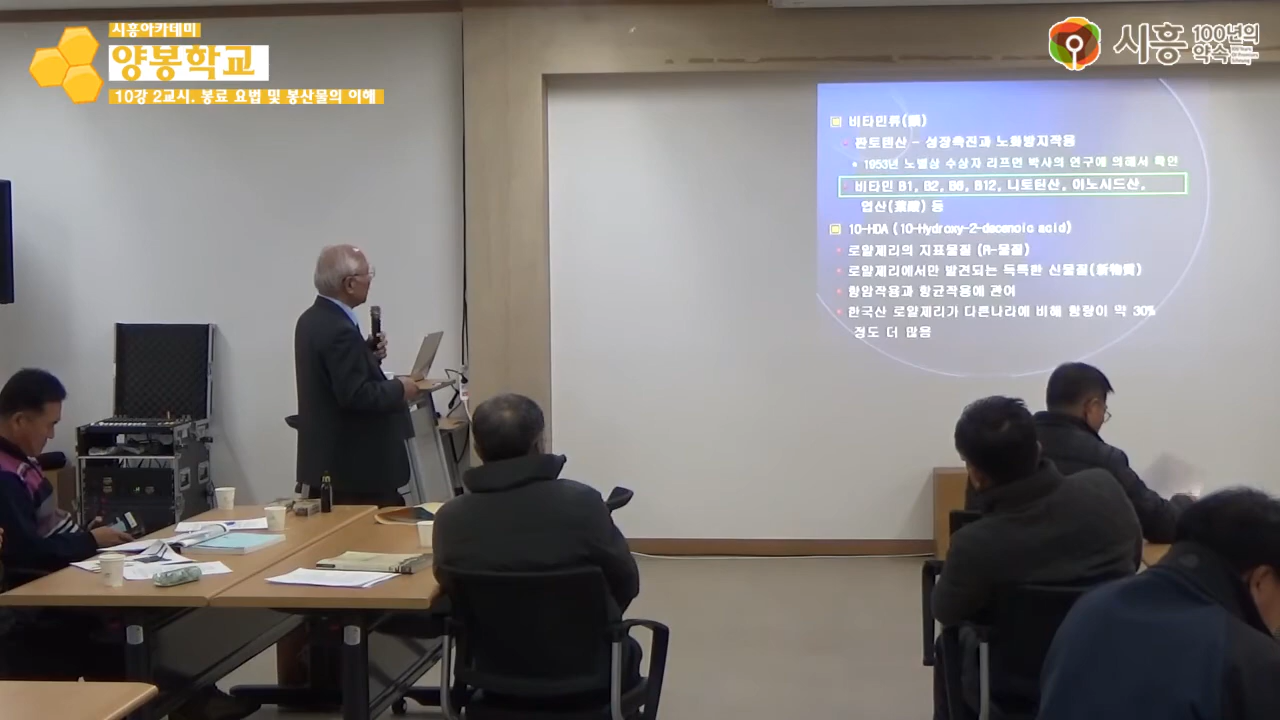 시흥아카데미
양봉학교
10강 2교시. 봉료 요법 및 봉산물의 이해
시흥 100년의 약속
비타민류(類)
판토텐산 - 성장촉진과 노화방지작용
1953년 노벨상 수상자 리프먼 박사의 연구에 의해서 확인
비타민 B1, B2, B6, B12, 니코틴산, 이노시드산,
엽산(葉酸) 등
10-HDA (10-Hydroxy-2-decenoic acid)
로얄제리의 지표물질 (R-물질)
로얄제리에서만 발견되는 독특한 신물질(新物質)
항암작용과 항균작용에 관여
한국산 로얄제리가 다른나라에 비해 함량이 약 30%
정도 더 많음